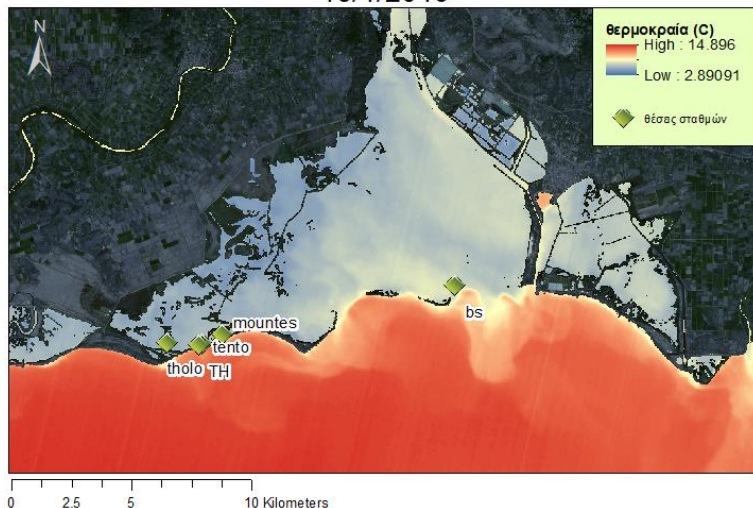 N
θερμοκραία (C)
High : 14.896
Low : 2.89091
θέσεις σταθμών
mountes
bs
tento
tholo TH
0 2.5 5 10 Kilometers